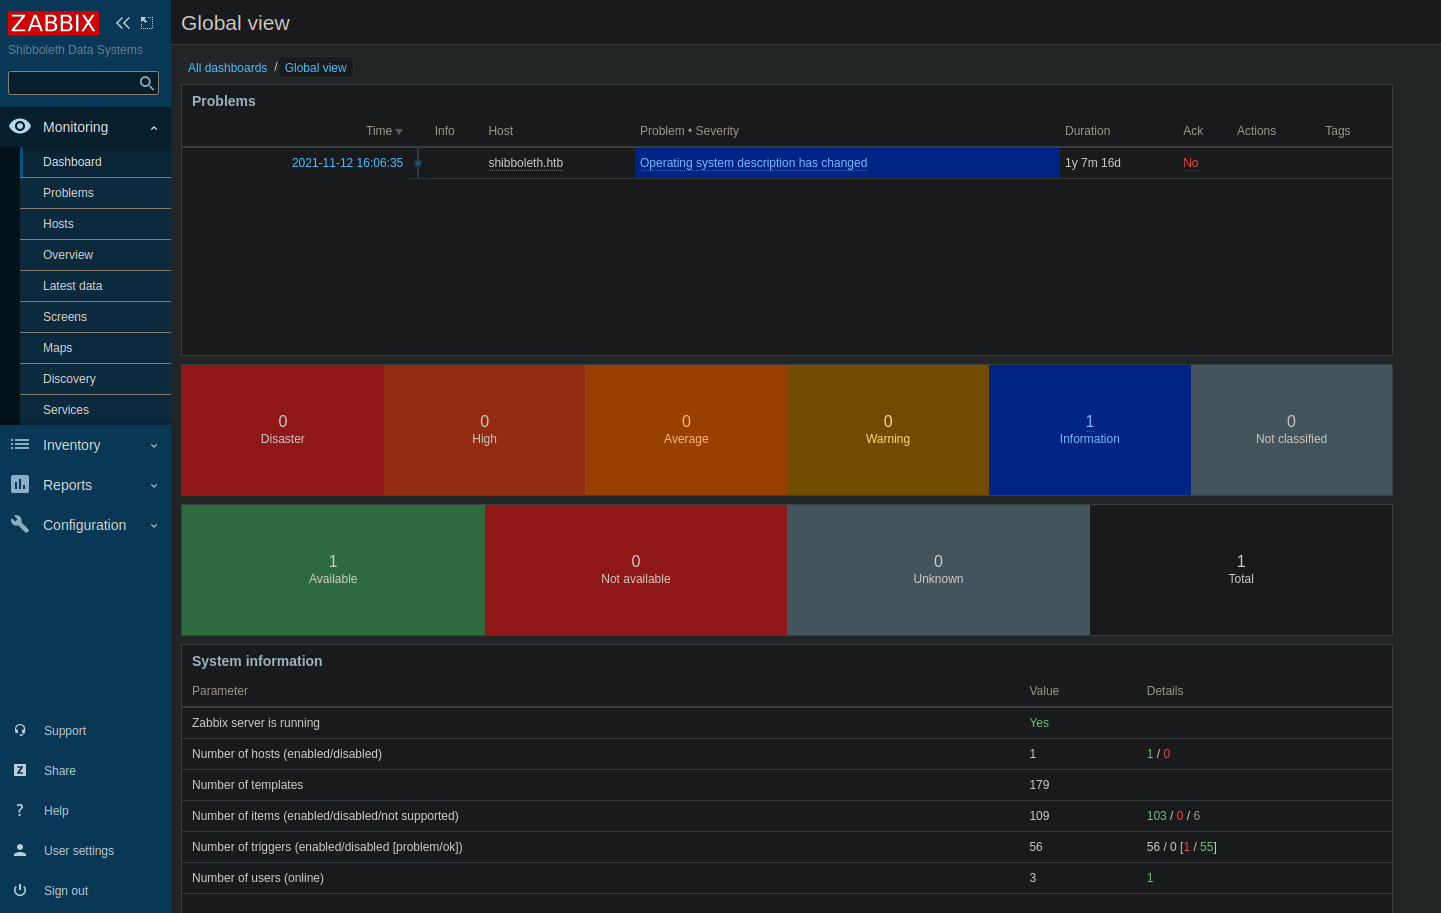 ZABBIX
Shibboleth Data Systems
Monitoring
Dashboard
Problems
Hosts
Overview
Latest data
Screens
Maps
Discovery
Services
Inventory
Reports
Configuration
Support
Z Share
? Help
User settings
Sign out
Global view
All dashboards / Global view
Problems
Time Info Host Problem • Severity Duration Ack Actions Tags
2021-11-12 16:06:35 shibboleth.htb Operating system description has changed 1y 7m 16d No
0 0 0 0 1 0
Disaster High Average Warning Information Not classified
1 0 0 1
Available Not available Unknown Total
System information
Parameter Value Details
Zabbix server is running Yes
Number of hosts (enabled/disabled) 1 1 / 0
Number of templates 179
Number of items (enabled/disabled/not supported) 109 103 / 0 / 6
Number of triggers (enabled/disabled [problem/ok]) 56 56 / 0 [1 / 55]
Number of users (online) 3 1